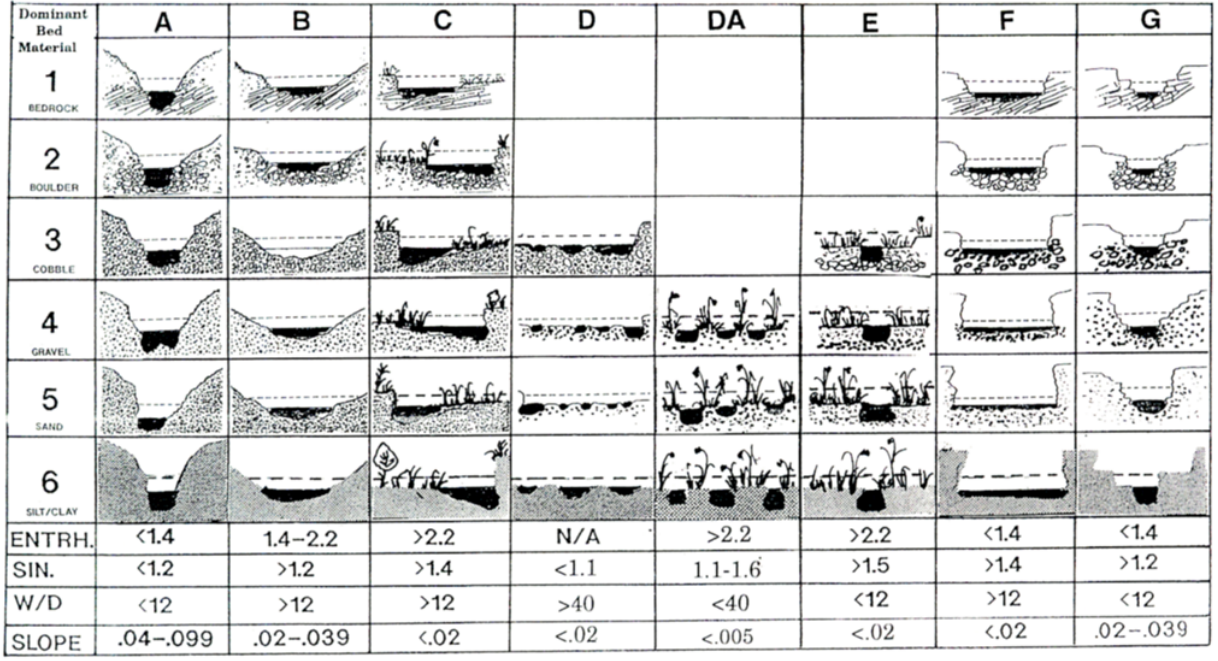 Dominant
Bed
Material
A B C D DA E F G
1
BEDROCK
2
BOULDER
3
COBBLE
4
GRAVEL
5
SAND
6
SILT/CLAY
ENTRH. <1.4 1.4–2.2 >2.2 N/A >2.2 >2.2 <1.4 <1.4
SIN. <1.2 >1.2 >1.4 <1.1 1.1-1.6 >1.5 >1.4 >1.2
W/D <12 >12 >12 >40 <40 <12 >12 <12
SLOPE .04–.099 .02–.039 <.02 <.02 <.005 <.02 <.02 .02–.039